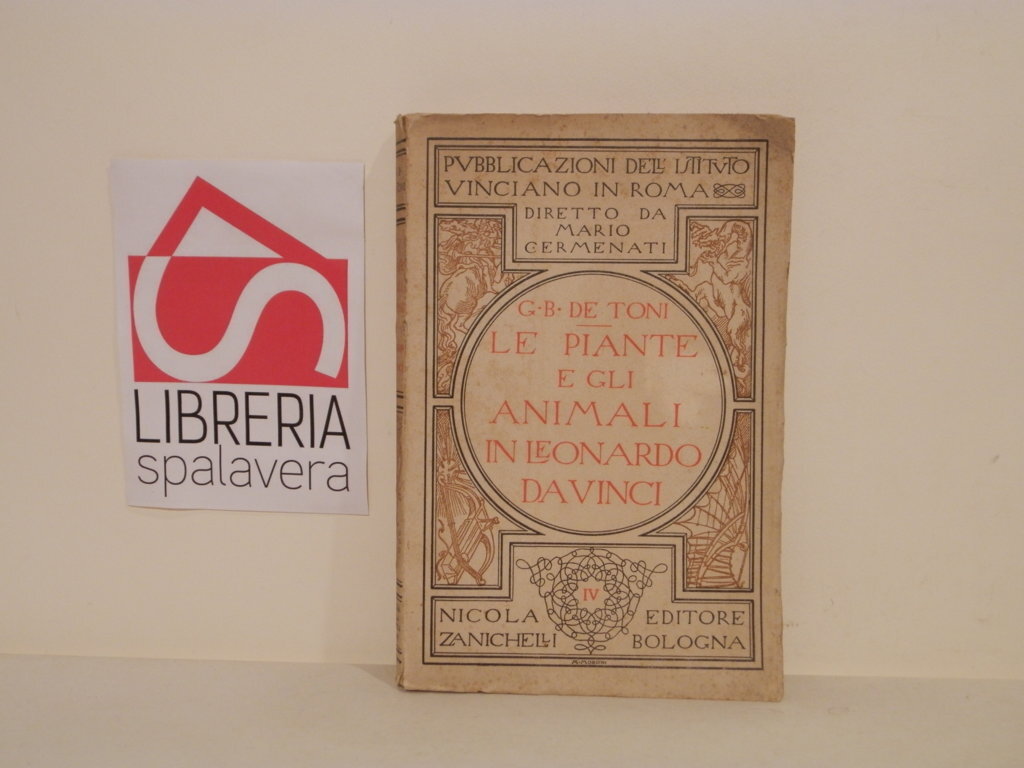 LIBRERIA
spalavera
PVBBLICAZIONI DELL' ISTITVTO
VINCIANO IN ROMA
DIRETTO DA
MARIO
CERMENATI
G·B· DE TONI
LE PIANTE
E GLI
ANIMALI
IN LEONARDO
DA VINCI
IV
NICOLA
ZANICHELLI
EDITORE
BOLOGNA